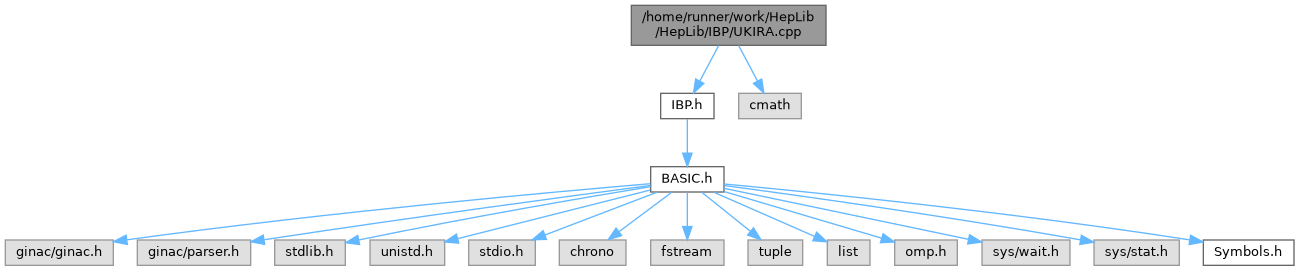 /home/runner/work/HepLib
/HepLib/IBP/UKIRA.cpp
IBP.h
cmath
BASIC.h
ginac/ginac.h
ginac/parser.h
stdlib.h
unistd.h
stdio.h
chrono
fstream
tuple
list
omp.h
sys/wait.h
sys/stat.h
Symbols.h